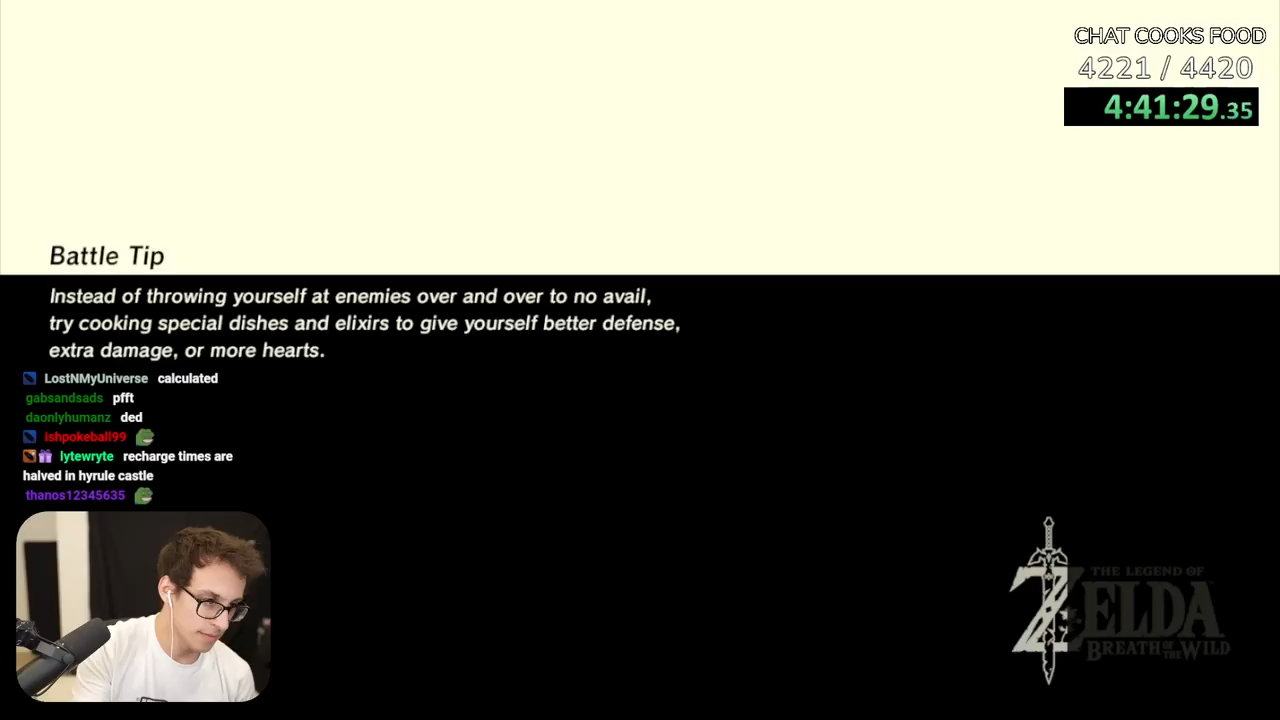 CHAT COOKS FOOD
4221 / 4420
4:41:29.35
Battle Tip
Instead of throwing yourself at enemies over and over to no avail,
try cooking special dishes and elixirs to give yourself better defense,
extra damage, or more hearts.
LostNMyUniverse calculated
gabsandsads pfft
daonlyhumanz ded
Ishpokeball99
lytewryte recharge times are
halved in hyrule castle
thanos12345635
THE LEGEND OF
ZELDA
BREATH OF THE WILD